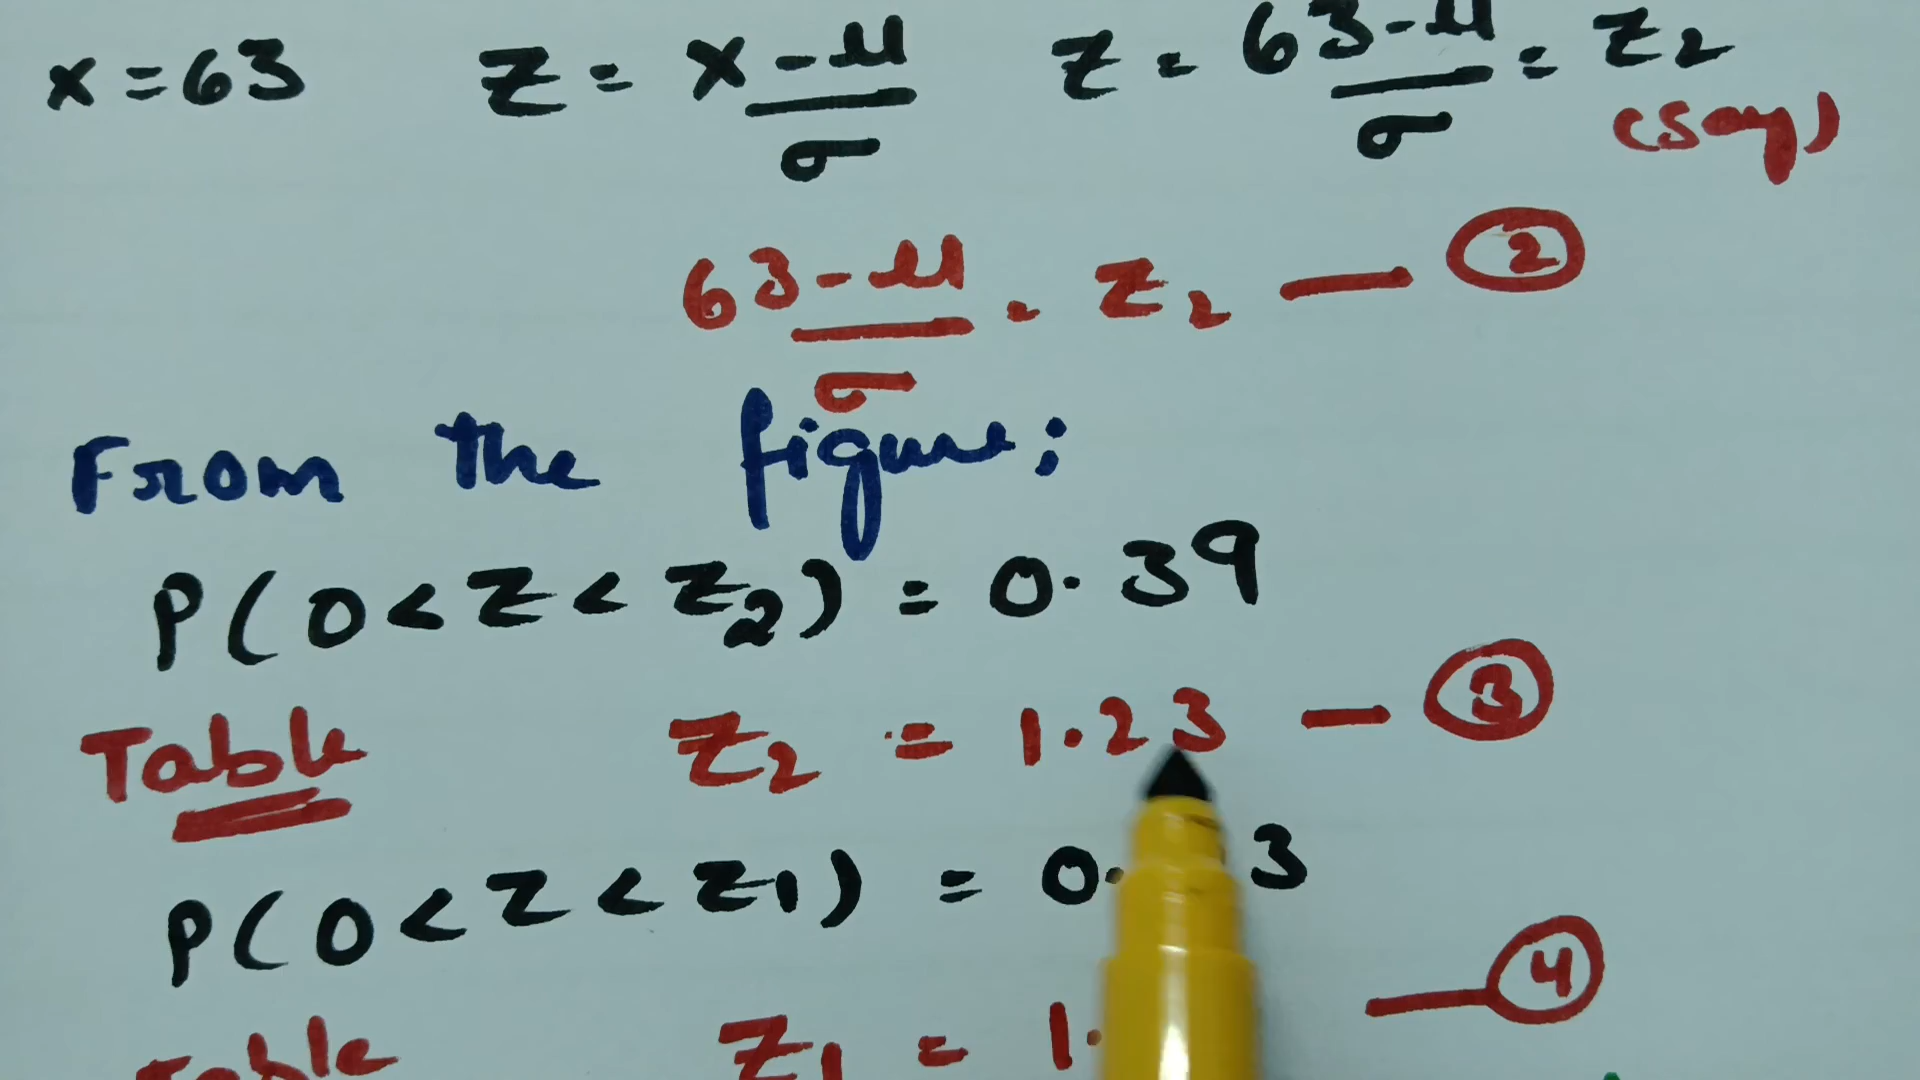 x = 63 z = x - μ / σ z = 63 - μ / σ = z2 (say)
63 - μ / σ = z2 — 2
From the figure:
P(0 < z < z2) = 0.39
Table z2 = 1.23 — 3
P(0 < z < z1) = 0. 3
— 4
Table z1 = 1.